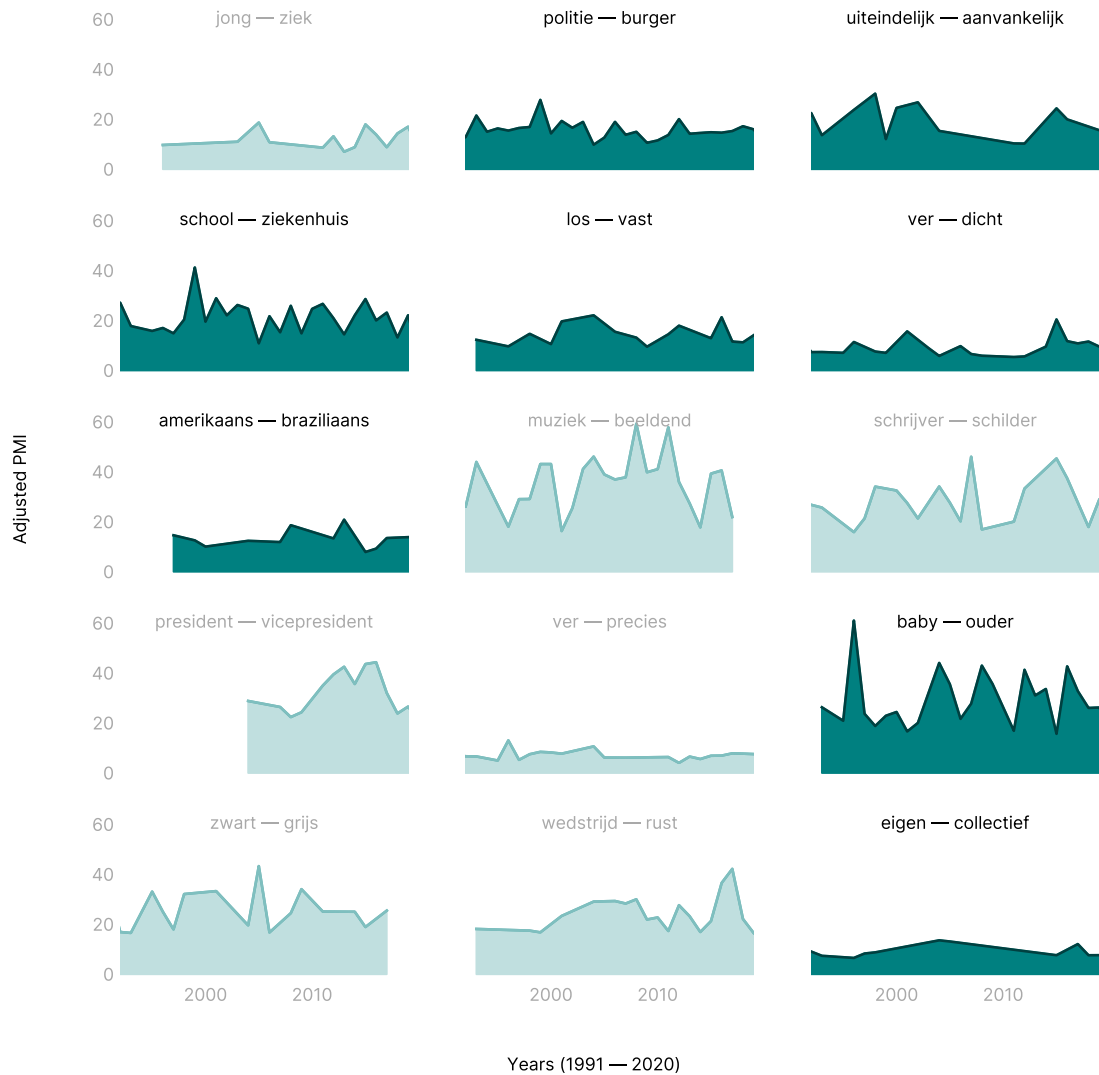 60 jong — ziek politie — burger uiteindelijk — aanvankelijk
40
20
0
60 school — ziekenhuis los — vast ver — dicht
40
20
0
60 amerikaans — braziliaans muziek — beeldend schrijver — schilder
40
20
0
60 president — vicepresident ver — precies baby — ouder
40
20
0
60 zwart — grijs wedstrijd — rust eigen — collectief
40
20
0
2000 2010 2000 2010 2000 2010
Adjusted PMI
Years (1991 — 2020)